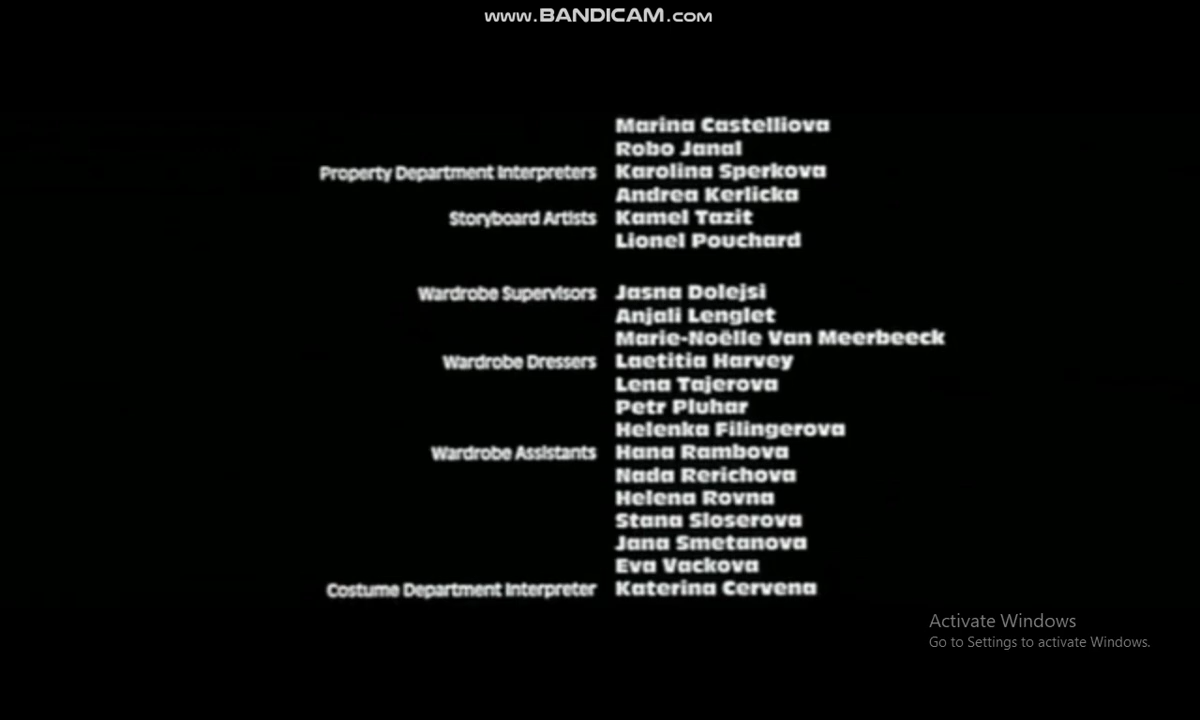 www.BANDICAM.com
Marina Castelliova
Robo Janal
Property Department Interpreters Karolina Sperkova
Andrea Kerlicka
Storyboard Artists Kamel Tazit
Lionel Pouchard
Wardrobe Supervisors Jasna Dolejsi
Anjali Lenglet
Marie-Noëlle Van Meerbeeck
Wardrobe Dressers Laetitia Harvey
Lena Tajerova
Petr Pluhar
Helenka Filingerova
Wardrobe Assistants Hana Rambova
Nada Rerichova
Helena Rovna
Stana Sloserova
Jana Smetanova
Eva Vackova
Costume Department Interpreter Katerina Cervena
Activate Windows
Go to Settings to activate Windows.